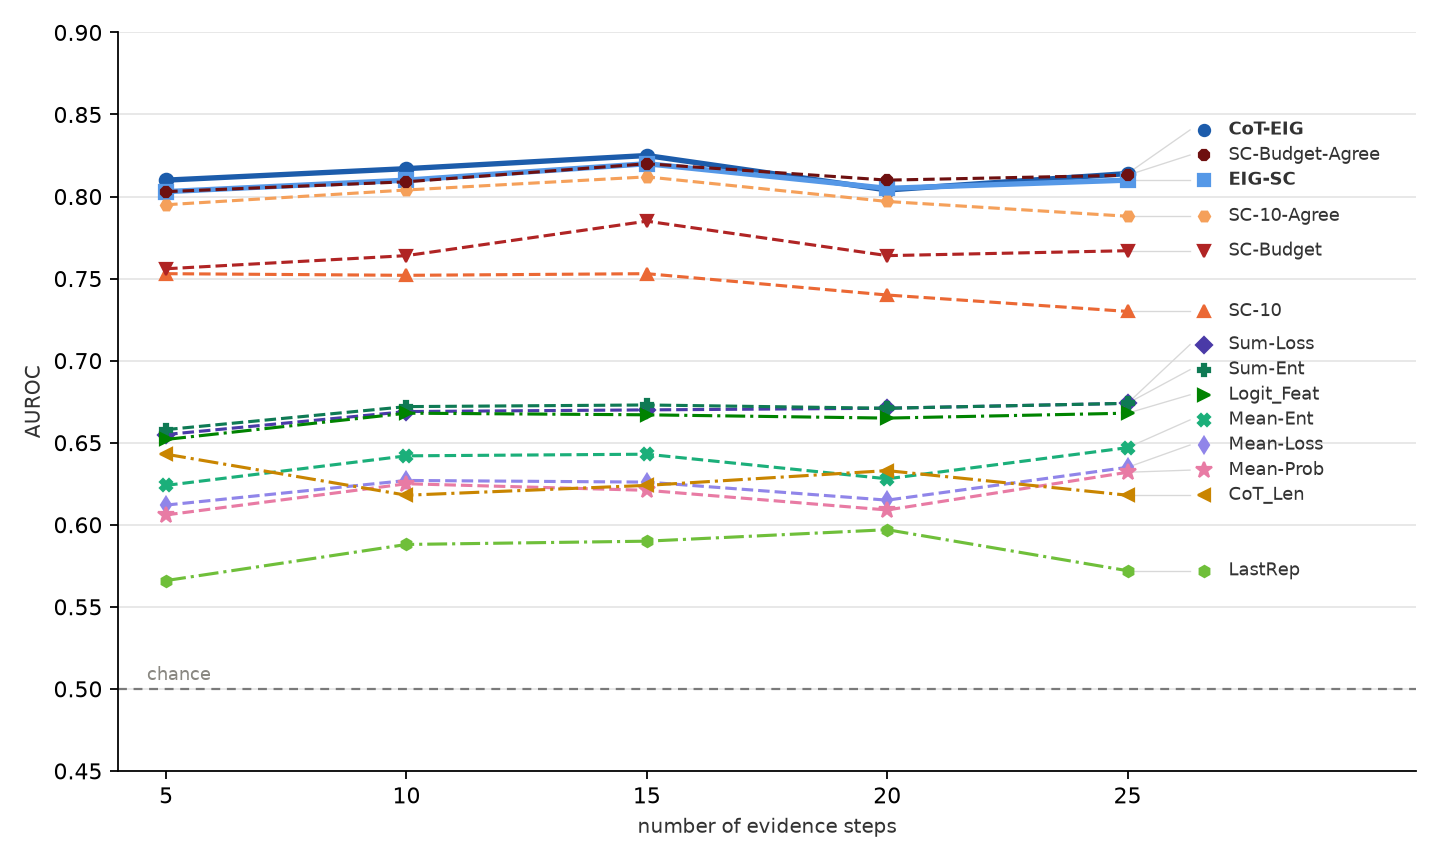 0.90
0.85
0.80
0.75
0.70
0.65
0.60
0.55
0.50
0.45
AUROC
chance
CoT-EIG
SC-Budget-Agree
EIG-SC
SC-10-Agree
SC-Budget
SC-10
Sum-Loss
Sum-Ent
Logit_Feat
Mean-Ent
Mean-Loss
Mean-Prob
CoT_Len
LastRep
5 10 15 20 25
number of evidence steps